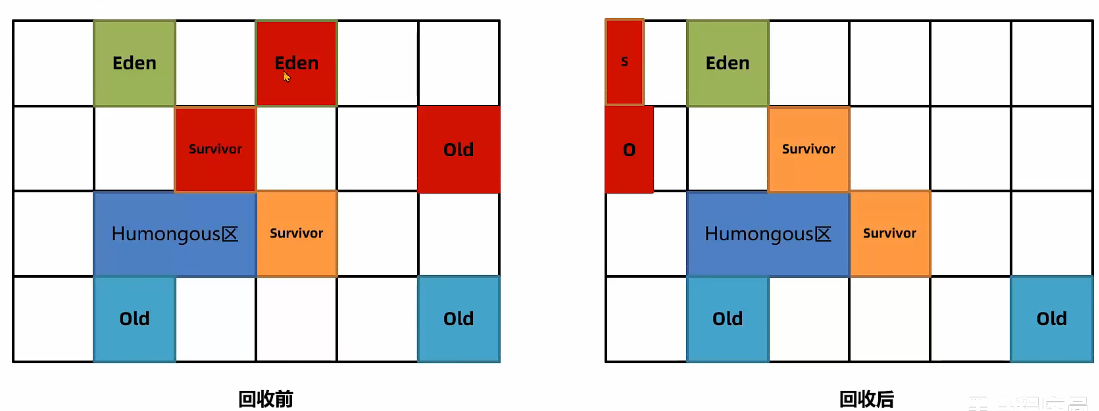 Eden
Eden
Survivor
Old
Humongous区
Survivor
Old
Old
回收前
S
Eden
O
Survivor
Humongous区
Survivor
Old
Old
回收后